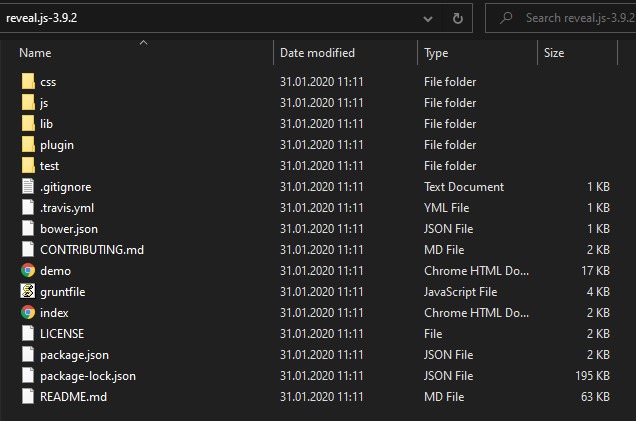 reveal.js-3.9.2 Search reveal.js-3.9.2
Name Date modified Type Size
css 31.01.2020 11:11 File folder
js 31.01.2020 11:11 File folder
lib 31.01.2020 11:11 File folder
plugin 31.01.2020 11:11 File folder
test 31.01.2020 11:11 File folder
.gitignore 31.01.2020 11:11 Text Document 1 KB
.travis.yml 31.01.2020 11:11 YML File 1 KB
bower.json 31.01.2020 11:11 JSON File 1 KB
CONTRIBUTING.md 31.01.2020 11:11 MD File 2 KB
demo 31.01.2020 11:11 Chrome HTML Do... 17 KB
gruntfile 31.01.2020 11:11 JavaScript File 4 KB
index 31.01.2020 11:11 Chrome HTML Do... 2 KB
LICENSE 31.01.2020 11:11 File 2 KB
package.json 31.01.2020 11:11 JSON File 2 KB
package-lock.json 31.01.2020 11:11 JSON File 195 KB
README.md 31.01.2020 11:11 MD File 63 KB